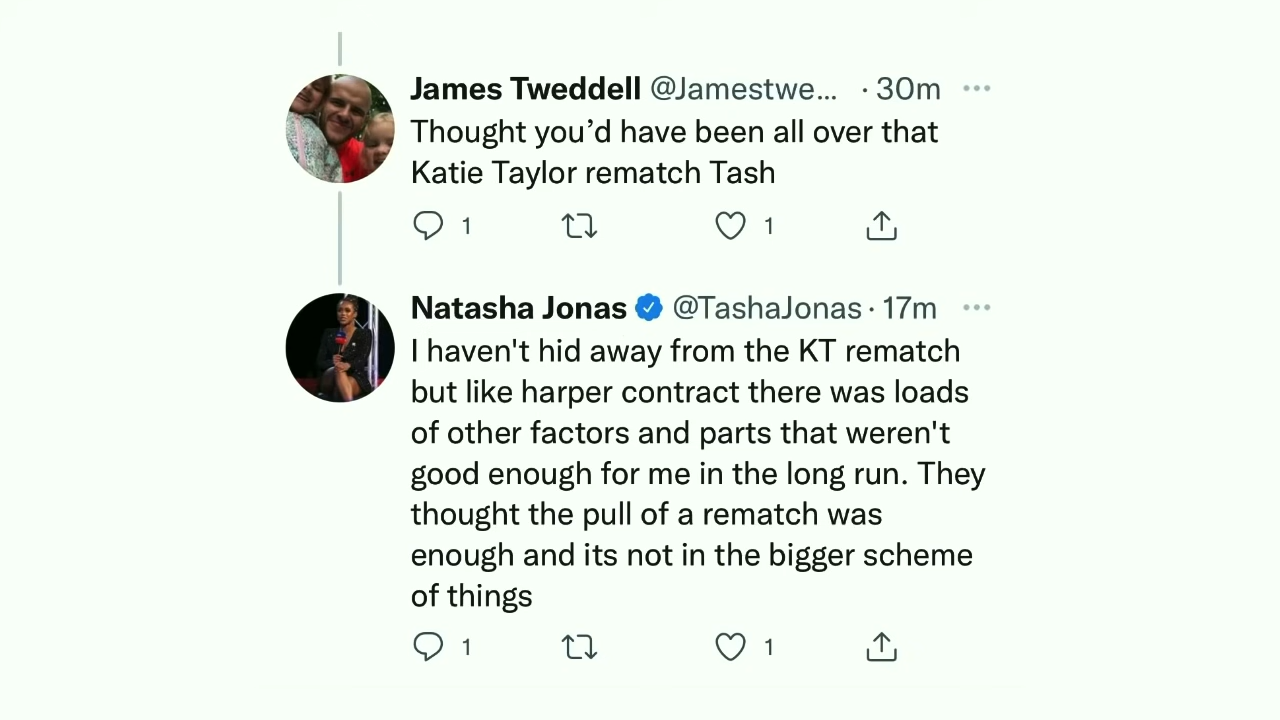 James Tweddell @Jamestwe... · 30m ...
Thought you’d have been all over that
Katie Taylor rematch Tash
1 1
Natasha Jonas @TashaJonas · 17m ...
I haven't hid away from the KT rematch
but like harper contract there was loads
of other factors and parts that weren't
good enough for me in the long run. They
thought the pull of a rematch was
enough and its not in the bigger scheme
of things
1 1